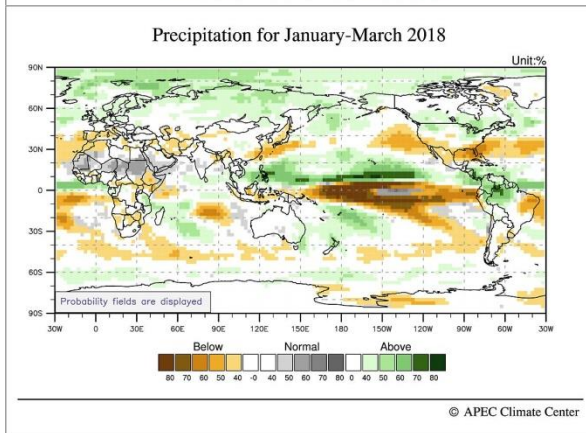 Precipitation for January-March 2018
Unit:%
90N
60N
30N
0
30S
60S
90S
Probability fields are displayed
30W 0 30E 60E 90E 120E 150E 180 150W 120W 90W 60W 30W
Below Normal Above
80 70 60 50 40 -0 40 50 60 70 80 0 40 50 60 70 80
© APEC Climate Center